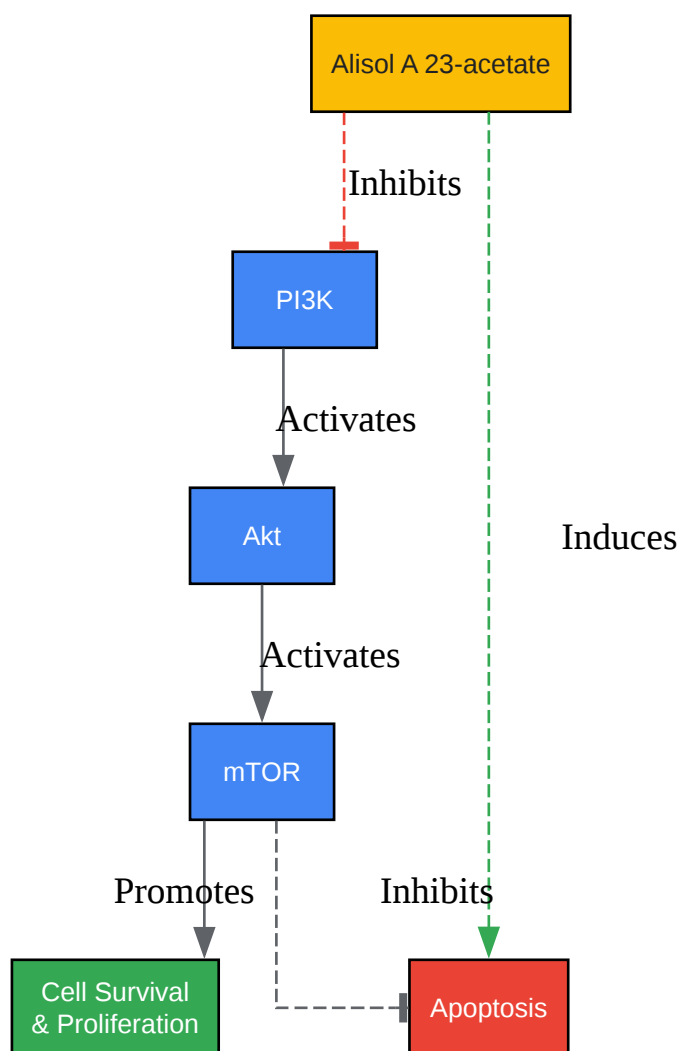 Alisol A 23-acetate
Inhibits
PI3K
Activates
Akt
Induces
Activates
mTOR
Promotes
Inhibits
Cell Survival
& Proliferation
Apoptosis